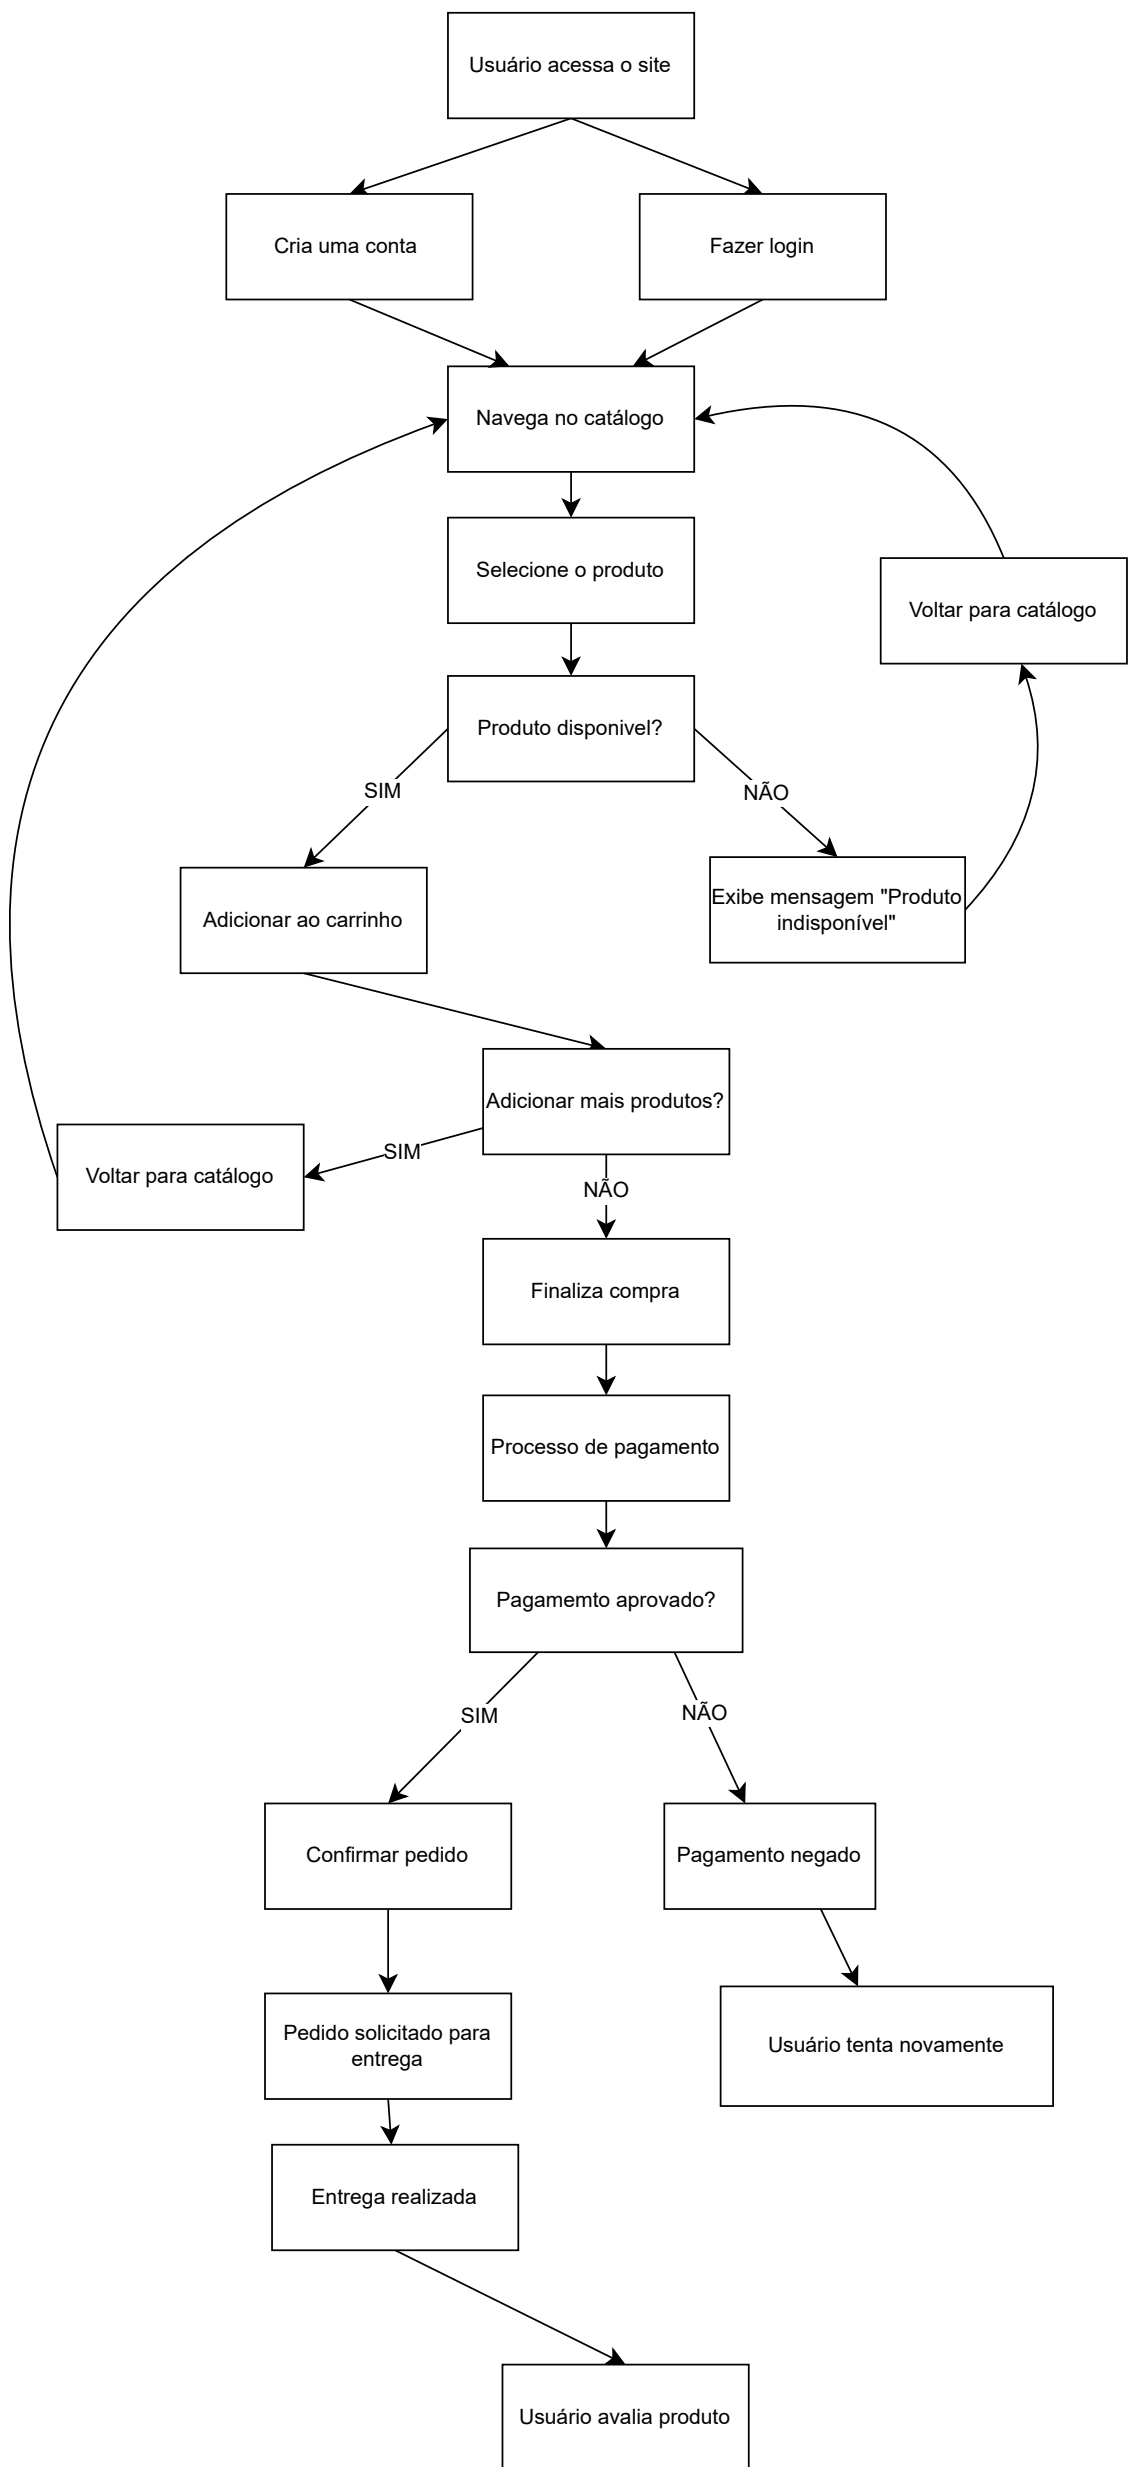 Usuário acessa o site
Cria uma conta
Fazer login
Navega no catálogo
Selecione o produto
Voltar para catálogo
Produto disponivel?
SIM
NÃO
Exibe mensagem "Produto
indisponível"
Adicionar ao carrinho
Adicionar mais produtos?
SIM
Voltar para catálogo
NÃO
Finaliza compra
Processo de pagamento
Pagamemto aprovado?
SIM
NÃO
Confirmar pedido
Pagamento negado
Pedido solicitado para
entrega
Usuário tenta novamente
Entrega realizada
Usuário avalia produto